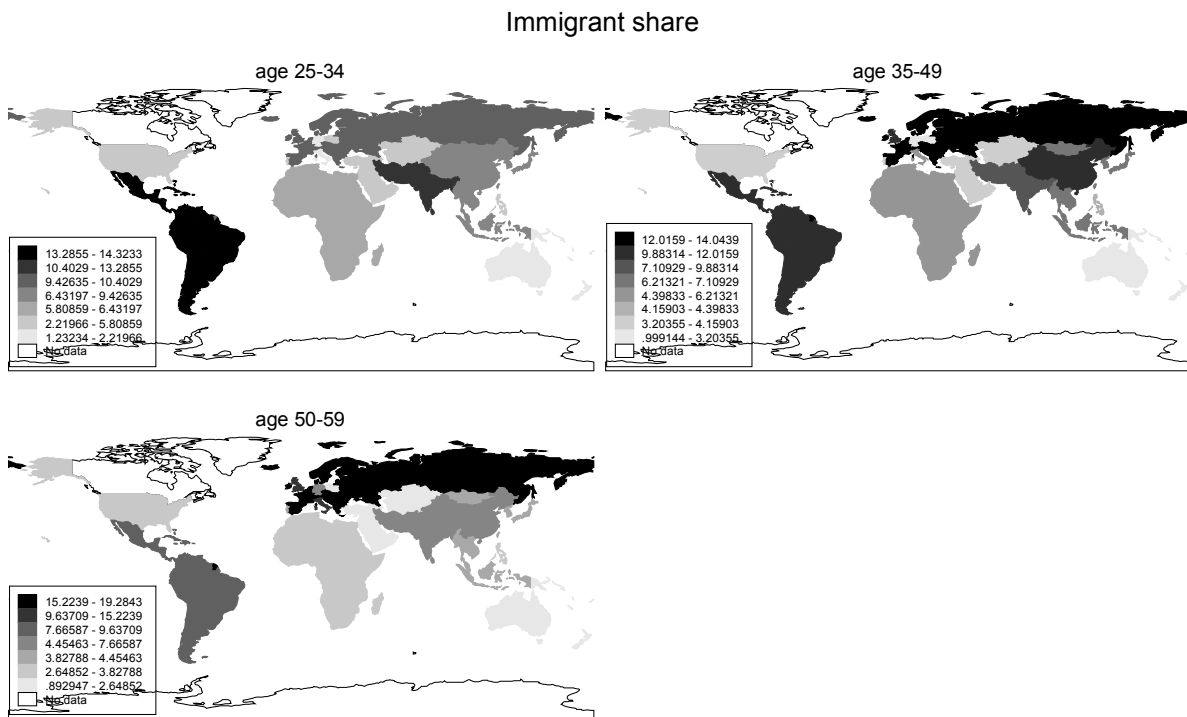 Immigrant share
age 25-34
13.2855 - 14.3233
10.4029 - 13.2855
9.42635 - 10.4029
6.43197 - 9.42635
5.80859 - 6.43197
2.21966 - 5.80859
1.23234 - 2.21966
No data
age 35-49
12.0159 - 14.0439
9.88314 - 12.0159
7.10929 - 9.88314
6.21321 - 7.10929
4.39833 - 6.21321
4.15903 - 4.39833
3.20355 - 4.15903
.999144 - 3.20355
No data
age 50-59
15.2239 - 19.2843
9.63709 - 15.2239
7.66587 - 9.63709
4.45463 - 7.66587
3.82788 - 4.45463
2.64852 - 3.82788
.892947 - 2.64852
No data